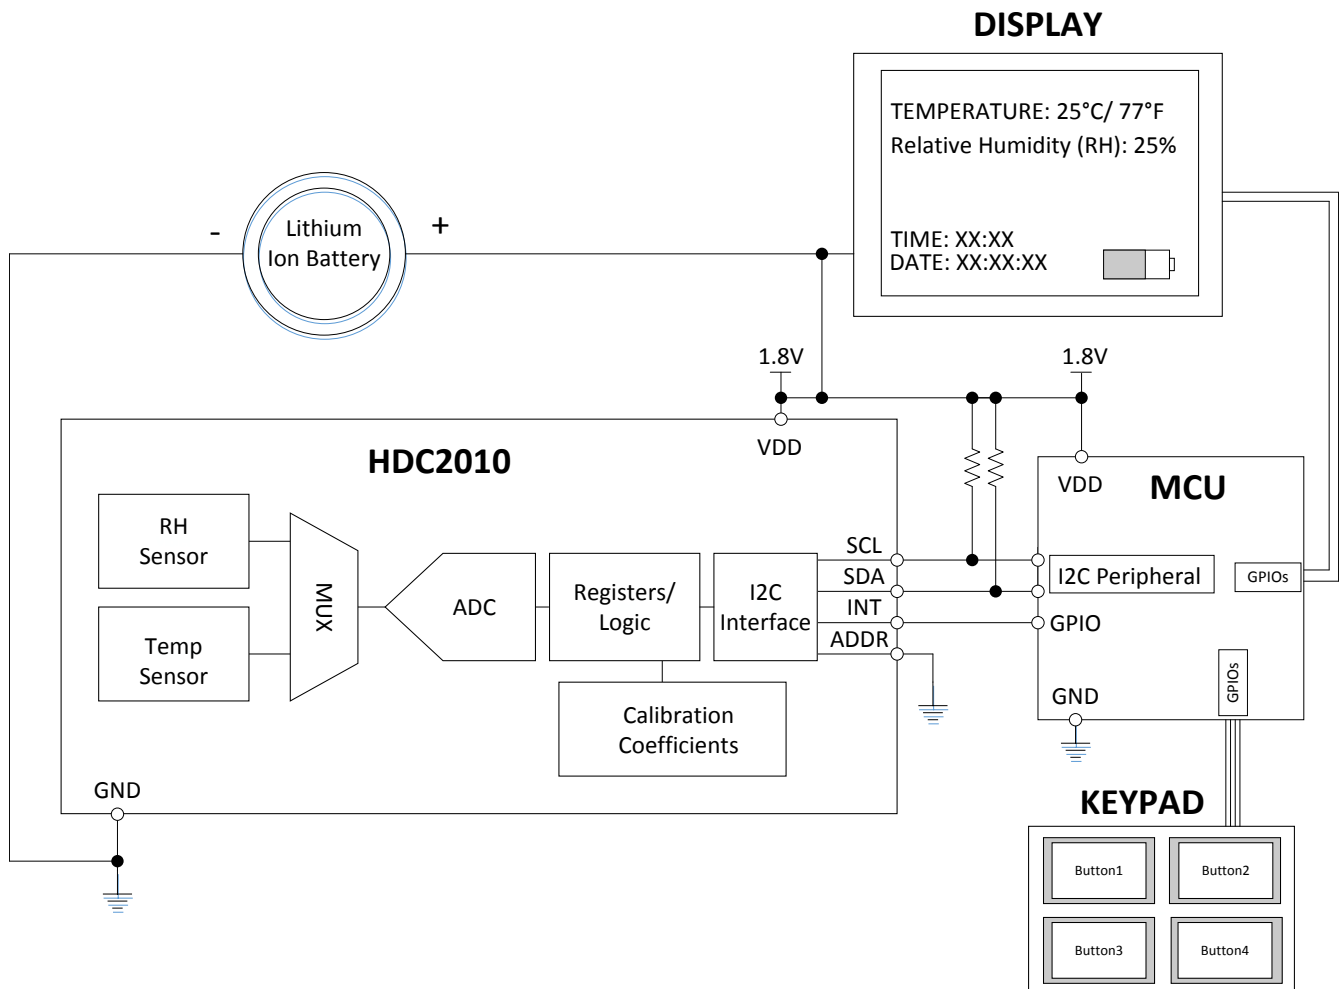 DISPLAY
TEMPERATURE: 25°C/ 77°F
Relative Humidity (RH): 25%
TIME: XX:XX
DATE: XX:XX:XX
-
Lithium
Ion Battery
+
1.8V
1.8V
VDD
HDC2010
VDD
MCU
RH
Sensor
Temp
Sensor
MUX
ADC
Registers/
Logic
I2C
Interface
Calibration
Coefficients
SCL
SDA
INT
ADDR
I2C Peripheral
GPIO
GPIOs
GPIOs
GND
GND
KEYPAD
Button1
Button2
Button3
Button4